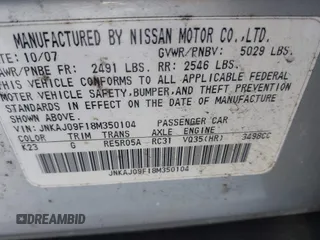 MANUFACTURED BY NISSAN MOTOR CO.,LTD.
DATE: 10/07 GVWR/PNBV: 5029 LBS.
GAWR/PNBE FR: 2491 LBS. RR: 2546 LBS.
THIS VEHICLE CONFORMS TO ALL APPLICABLE FEDERAL
MOTOR VEHICLE SAFETY, BUMPER, AND THEFT PREVENTION
STANDARDS IN EFFECT ON THE DATE OF MANUFACTURE
SHOWN ABOVE.
VIN: JNKAJ09F18M350104 PASSENGER CAR
COLOR TRIM TRANS AXLE ENGINE
K23 G RE5R05A RC31 VQ35(HR) 3498CC
JNKAJ09F18M350104
DREAMBID